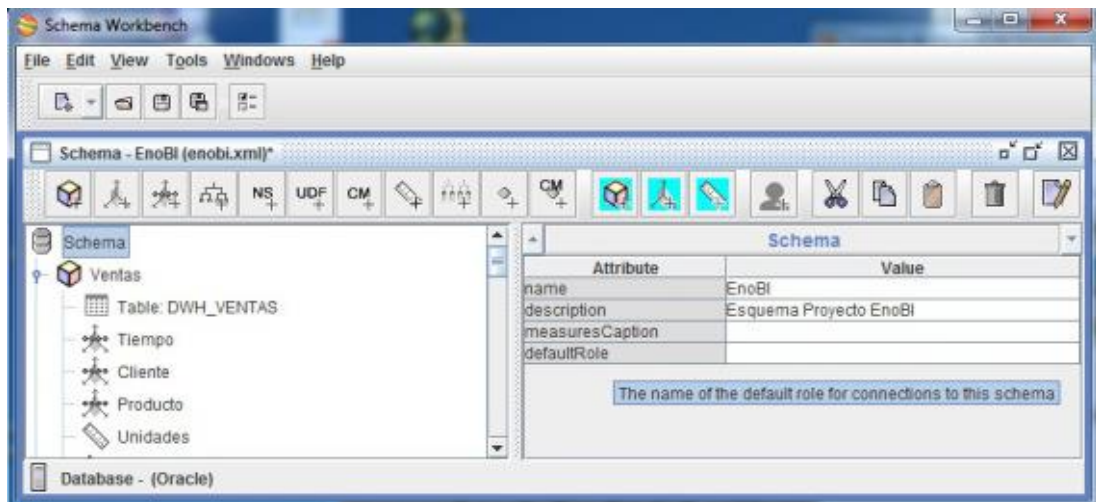 Schema Workbench
File Edit View Tools Windows Help
Schema - EnoBI (enobi.xml)*
NS UDF CM CM
Schema
Ventas
Table: DWH_VENTAS
Tiempo
Cliente
Producto
Unidades
Schema
Attribute Value
name EnoBI
description Esquema Proyecto EnoBI
measuresCaption
defaultRole
The name of the default role for connections to this schema
Database - (Oracle)